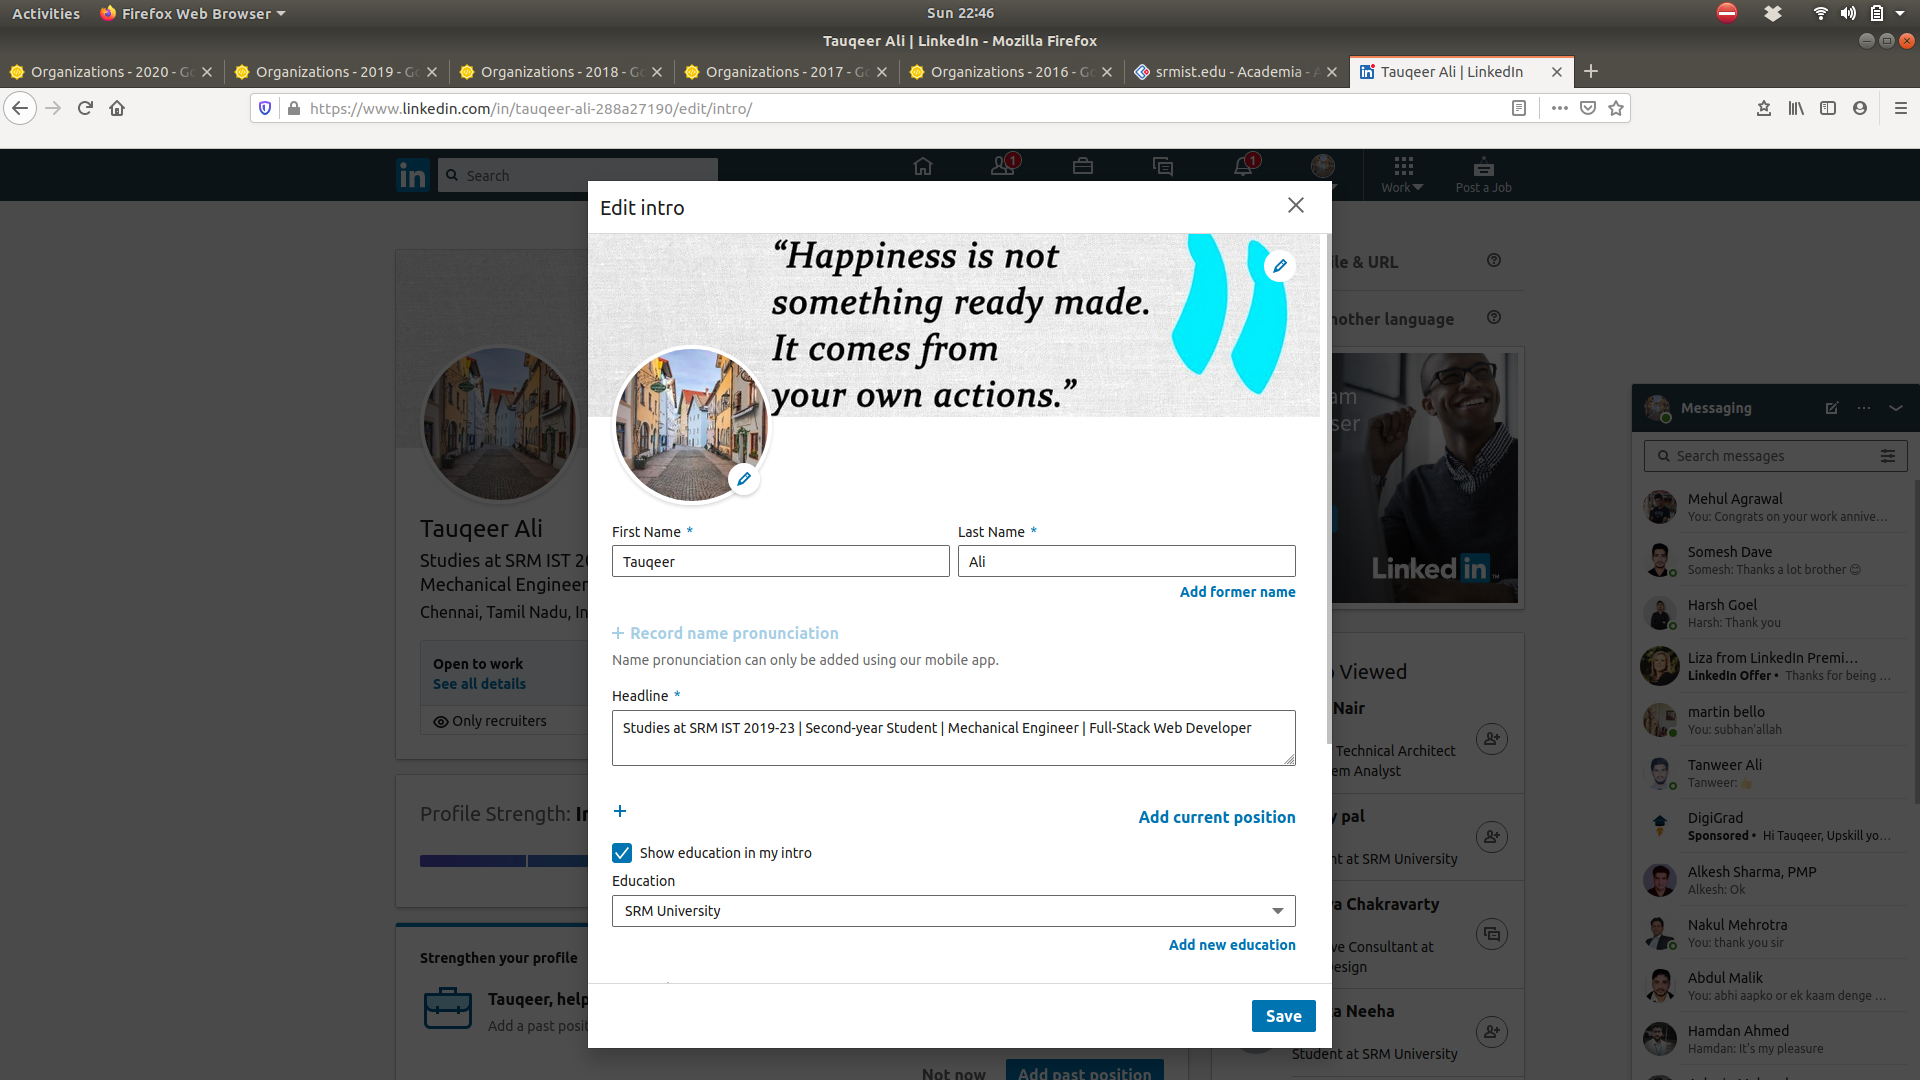 Activities
Firefox Web Browser
Sun 22:46
Tauqeer Ali | LinkedIn - Mozilla Firefox
Organizations - 2020 - Go
Organizations - 2019 - Go
Organizations - 2018 - Go
Organizations - 2017 - Go
Organizations - 2016 - Go
srmist.edu - Academia - A
Tauqeer Ali | LinkedIn
https://www.linkedin.com/in/tauqeer-ali-288a27190/edit/intro/
in
Search
1
1
Work
Post a Job
Edit intro
“Happiness is not
something ready made.
It comes from
your own actions.”
First Name *
Last Name *
Tauqeer
Ali
Add former name
+ Record name pronunciation
Name pronunciation can only be added using our mobile app.
Headline *
Studies at SRM IST 2019-23 | Second-year Student | Mechanical Engineer | Full-Stack Web Developer
+
Add current position
Show education in my intro
Education
SRM University
Add new education
Save
Tauqeer Ali
Studies at SRM IST 20
Mechanical Engineer
Chennai, Tamil Nadu, In
Open to work
See all details
Only recruiters
Profile Strength: In
Strengthen your profile
Tauqeer, help
Add a past posit
Not now
Add past position
ile & URL
nother language
am
ser
Linked in
Viewed
Nair
Technical Architect
em Analyst
y pal
nt at SRM University
a Chakravarty
ve Consultant at
esign
a Neeha
Student at SRM University
Messaging
Search messages
Mehul Agrawal
You: Congrats on your work annive...
Somesh Dave
Somesh: Thanks a lot brother 😊
Harsh Goel
Harsh: Thank you
Liza from LinkedIn Premi...
LinkedIn Offer • Thanks for being ...
martin bello
You: subhan'allah
Tanweer Ali
Tanweer: 👍
DigiGrad
Sponsored • Hi Tauqeer, Upskill yo...
Alkesh Sharma, PMP
Alkesh: Ok
Nakul Mehrotra
You: thank you sir
Abdul Malik
You: abhi aapko or ek kaam denge ...
Hamdan Ahmed
Hamdan: It's my pleasure